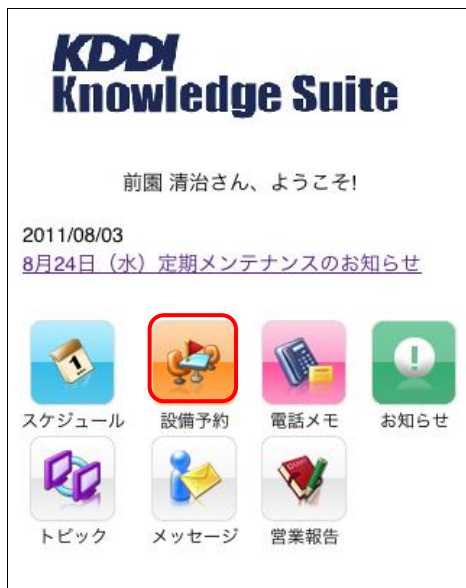 KDDI
Knowledge Suite
前園 清治さん、ようこそ!
2011/08/03
8月24日（水）定期メンテナンスのお知らせ
1
スケジュール 設備予約 電話メモ お知らせ
トピック メッセージ 営業報告